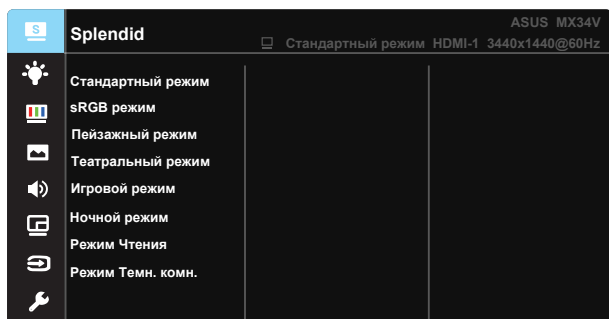 S
Splendid
ASUS MX34V
Стандартный режим HDMI-1 3440x1440@60Hz
Стандартный режим
sRGB режим
Пейзажный режим
Театральный режим
Игровой режим
Ночной режим
Режим Чтения
Режим Темн. комн.